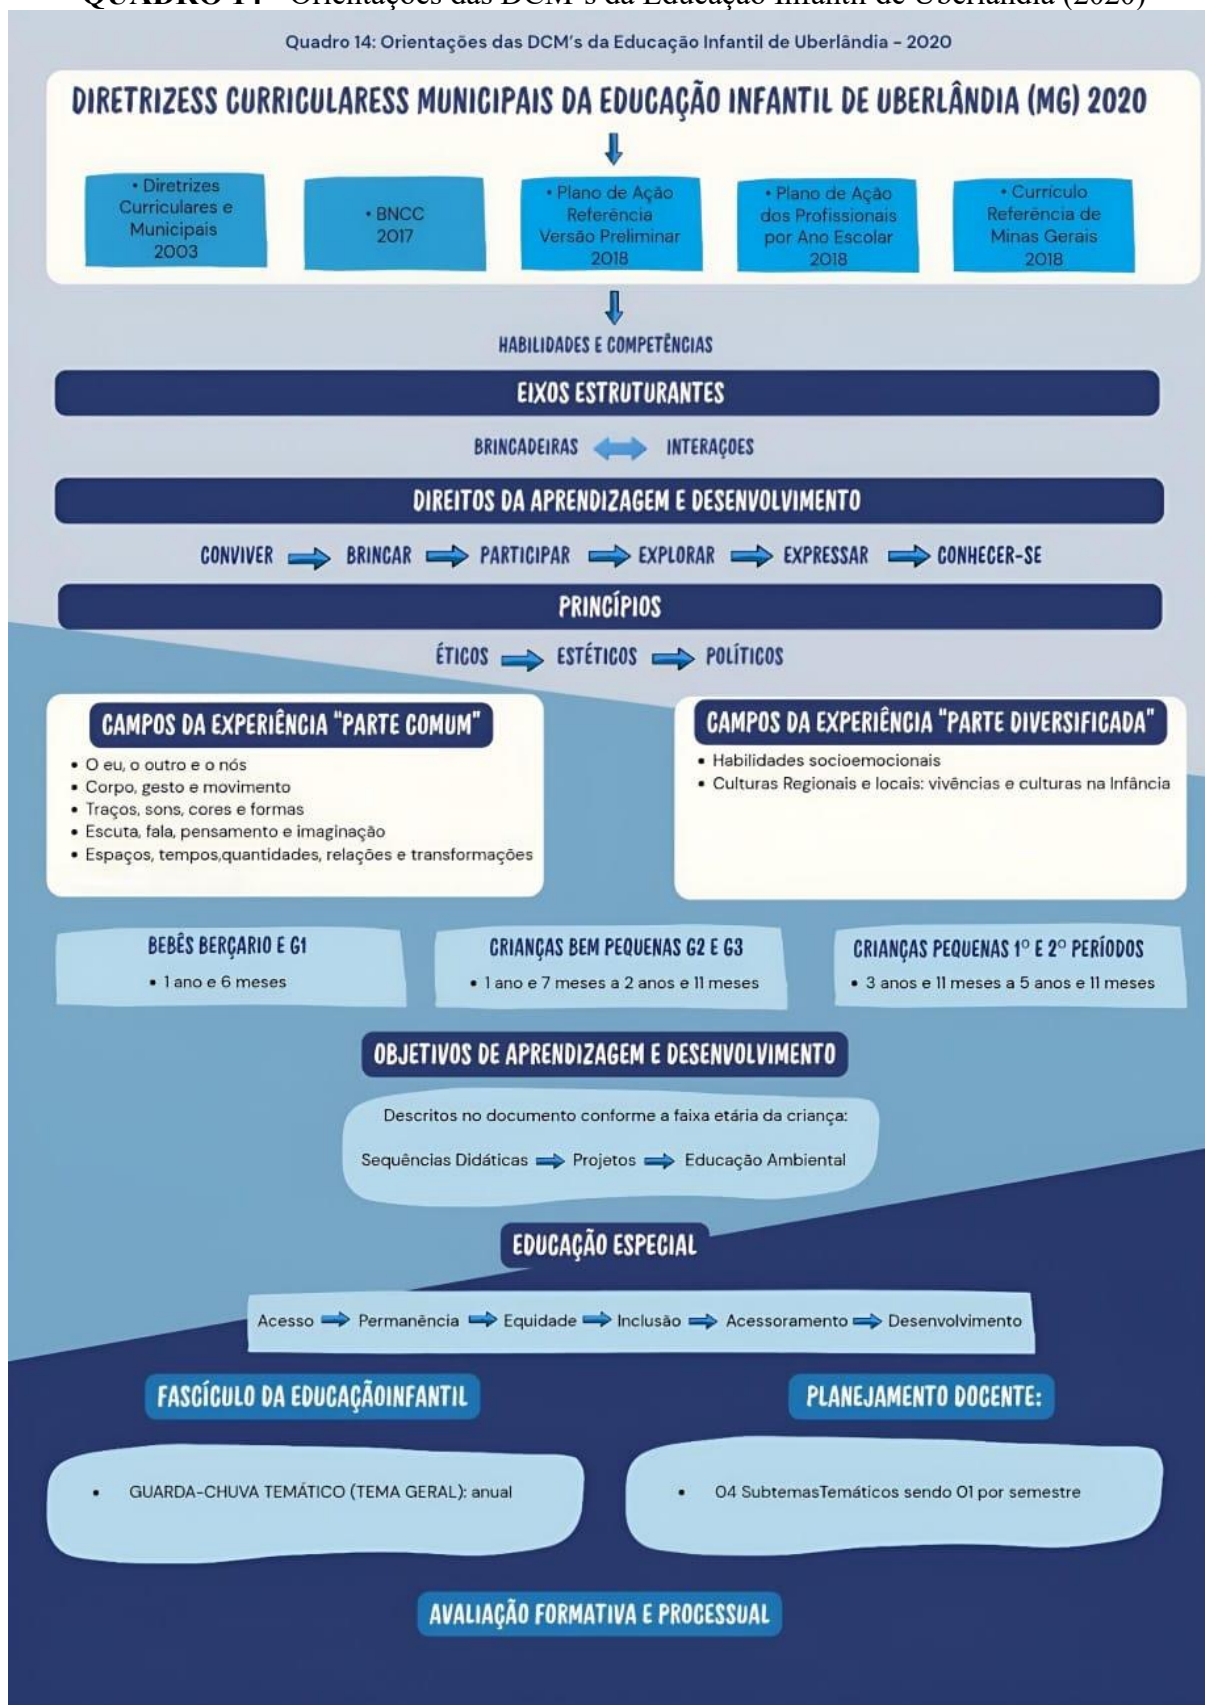 QUADRO 14 - Orientações das DCM's da Educação Infantil de Uberlândia (2020)
Quadro 14: Orientações das DCM's da Educação Infantil de Uberlândia - 2020
DIRETRIZESS CURRICULARESS MUNICIPAIS DA EDUCAÇÃO INFANTIL DE UBERLÂNDIA (MG) 2020
• Diretrizes
Curriculares e
Municipais
2003
• BNCC
2017
• Plano de Ação
Referência
Versão Preliminar
2018
• Plano de Ação
dos Profissionais
por Ano Escolar
2018
• Currículo
Referência de
Minas Gerais
2018
HABILIDADES E COMPETÊNCIAS
EIXOS ESTRUTURANTES
BRINCADEIRAS INTERAÇOES
DIREITOS DA APRENDIZAGEM E DESENVOLVIMENTO
CONVIVER BRINCAR PARTICIPAR EXPLORAR EXPRESSAR CONHECER-SE
PRINCÍPIOS
ÉTICOS ESTÉTICOS POLÍTICOS
CAMPOS DA EXPERIÊNCIA "PARTE COMUM"
• O eu, o outro e o nós
• Corpo, gesto e movimento
• Traços, sons, cores e formas
• Escuta, fala, pensamento e imaginação
• Espaços, tempos,quantidades, relações e transformações
CAMPOS DA EXPERIÊNCIA "PARTE DIVERSIFICADA"
• Habilidades socioemocionais
• Culturas Regionais e locais: vivências e culturas na Infância
BEBÊS BERÇARIO E G1
• 1 ano e 6 meses
CRIANÇAS BEM PEQUENAS G2 E G3
• 1 ano e 7 meses a 2 anos e 11 meses
CRIANÇAS PEQUENAS 1º E 2º PERÍODOS
• 3 anos e 11 meses a 5 anos e 11 meses
OBJETIVOS DE APRENDIZAGEM E DESENVOLVIMENTO
Descritos no documento conforme a faixa etária da criança:
Sequências Didáticas Projetos Educação Ambiental
EDUCAÇÃO ESPECIAL
Acesso Permanência Equidade Inclusão Acessoramento Desenvolvimento
FASCÍCULO DA EDUCAÇÃOINFANTIL
• GUARDA-CHUVA TEMÁTICO (TEMA GERAL): anual
PLANEJAMENTO DOCENTE:
• 04 SubtemasTemáticos sendo 01 por semestre
AVALIAÇÃO FORMATIVA E PROCESSUAL